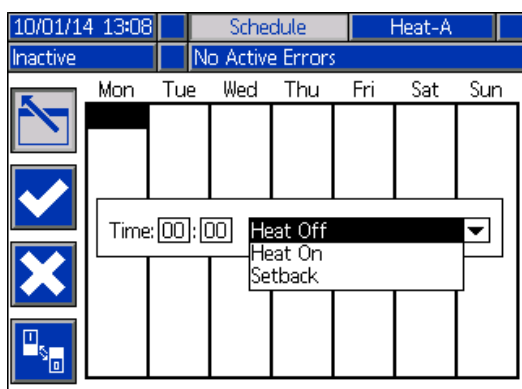 10/01/14 13:08 Schedule Heat-A
Inactive No Active Errors
Mon Tue Wed Thu Fri Sat Sun
Time: 00 : 00 Heat Off
Heat On
Setback